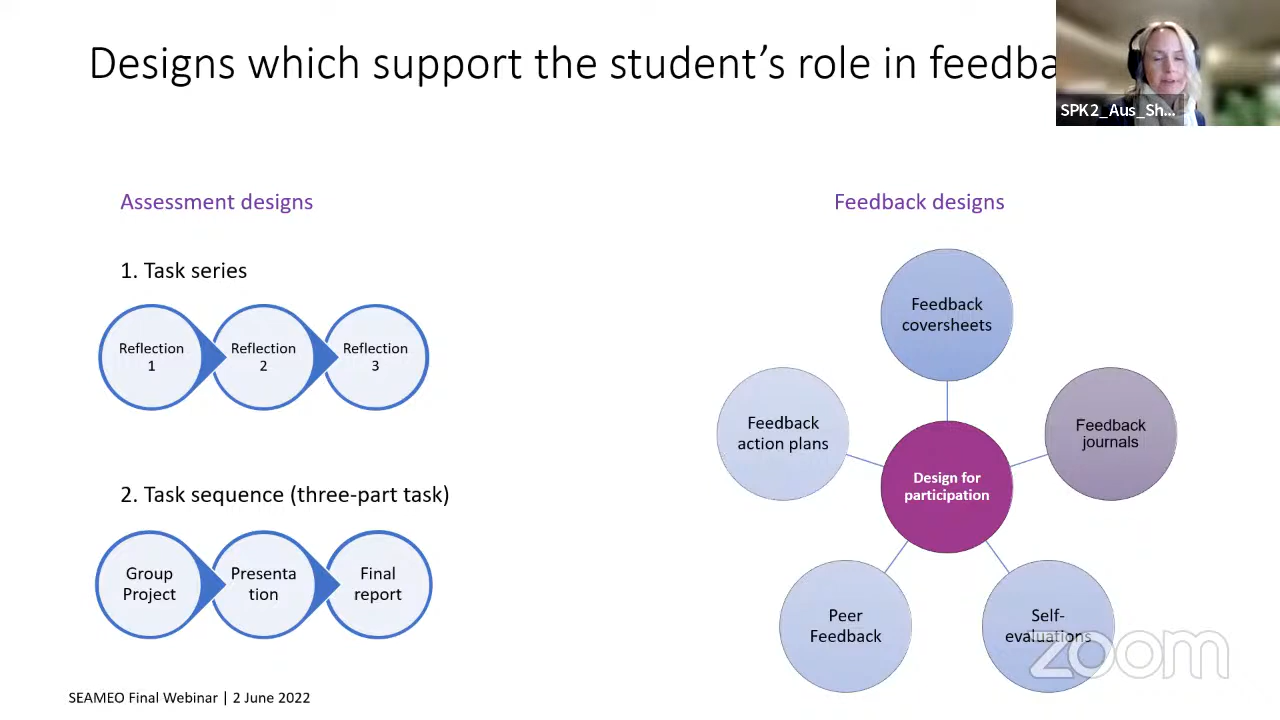 Designs which support the student's role in feedba
SPK2_Aus_Sh...
Assessment designs
1. Task series
Reflection
1
Reflection
2
Reflection
3
2. Task sequence (three-part task)
Group
Project
Presenta
tion
Final
report
Feedback designs
Feedback
coversheets
Feedback
action plans
Feedback
journals
Design for
participation
Peer
Feedback
Self-
evaluations
zoom
SEAMEO Final Webinar | 2 June 2022